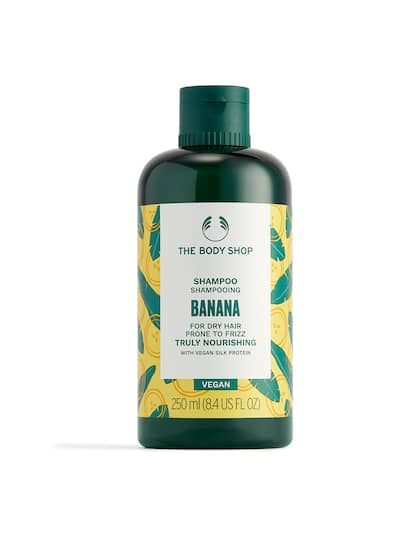 THE BODY SHOP
SHAMPOO
SHAMPOOING
BANANA
FOR DRY HAIR
PRONE TO FRIZZ
TRULY NOURISHING
WITH VEGAN SILK PROTEIN
VEGAN
250 ml (8.4 US FL OZ)